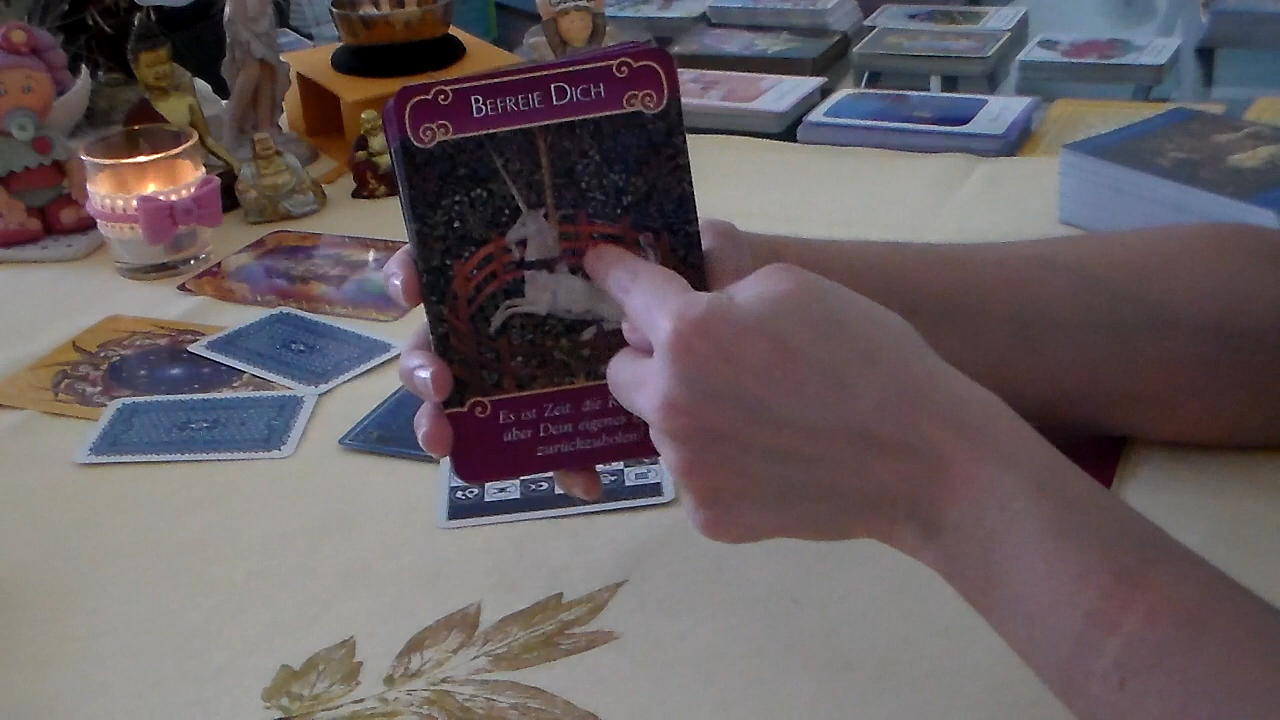 BEFREIE DICH
Es ist Zeit, die
über Dein eigenes
zurückzuholen!